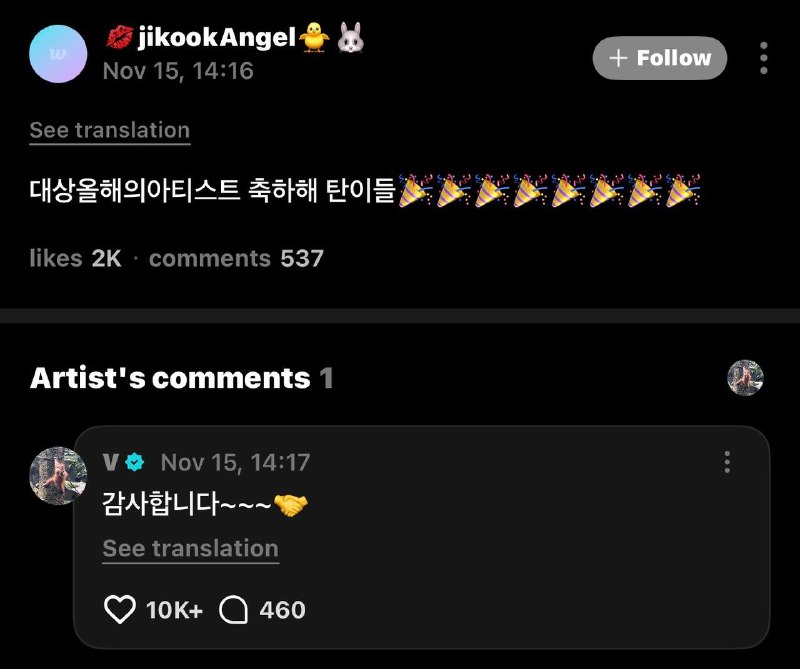 💋jikookAngel🐥🐰
Nov 15, 14:16
+ Follow
See translation
대상올해의아티스트 축하해 탄이들🎉🎉🎉🎉🎉🎉🎉🎉
likes 2K · comments 537
Artist's comments 1
V Nov 15, 14:17
감사합니다~~~🤝
See translation
10K+ 460